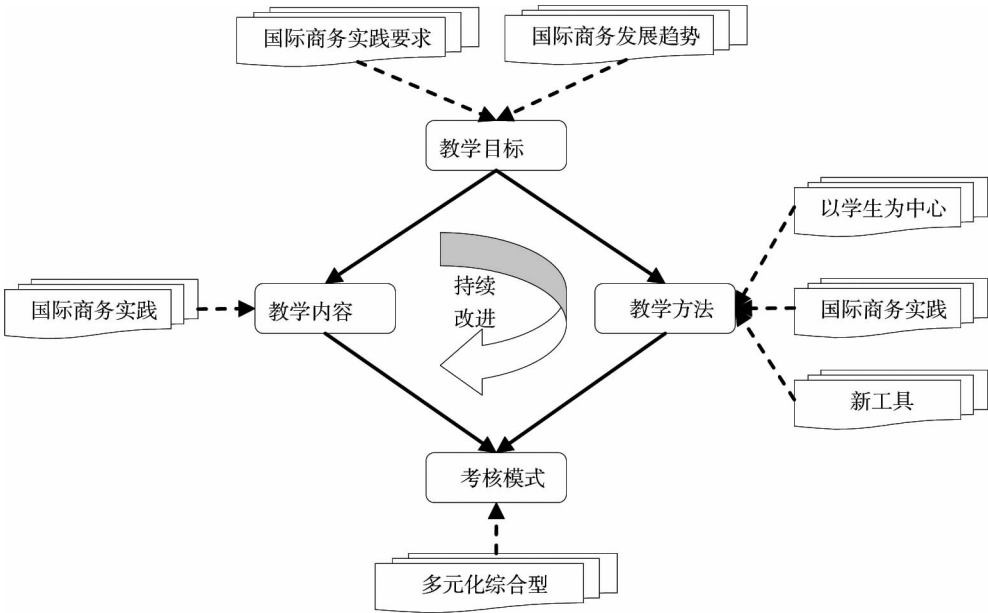 国际商务实践要求
国际商务发展趋势
教学目标
以学生为中心
持续
改进
国际商务实践
教学内容
教学方法
国际商务实践
新工具
考核模式
多元化综合型